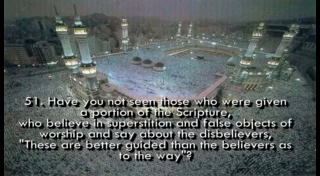 51. Have you not seen those who were given
a portion of the Scripture,
who believe in superstition and false objects of
worship and say about the disbelievers,
"These are better guided than the believers as
to the way"?